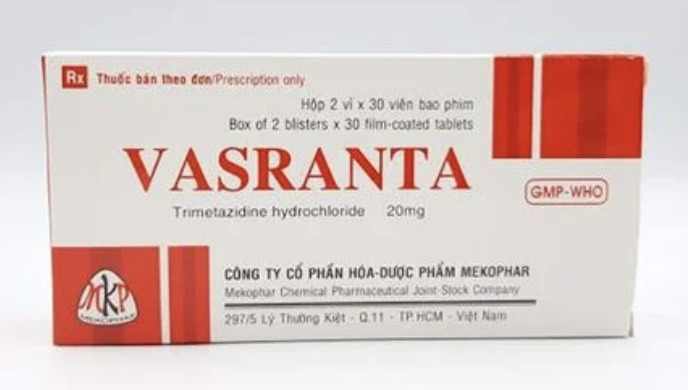 Rx Thuốc bán theo đơn/Prescription only
Hộp 2 vỉ x 30 viên bao phim
Box of 2 blisters x 30 film-coated tablets
VASRANTA
GMP-WHO
Trimetazidine hydrochloride 20mg
CÔNG TY CỔ PHẦN HÓA-DƯỢC PHẨM MEKOPHAR
Mekophar Chemical Pharmaceutical Joint-Stock Company
297/5 Lý Thường Kiệt - Q.11 - TP.HCM - Việt Nam
MKP
MEKOPHAR